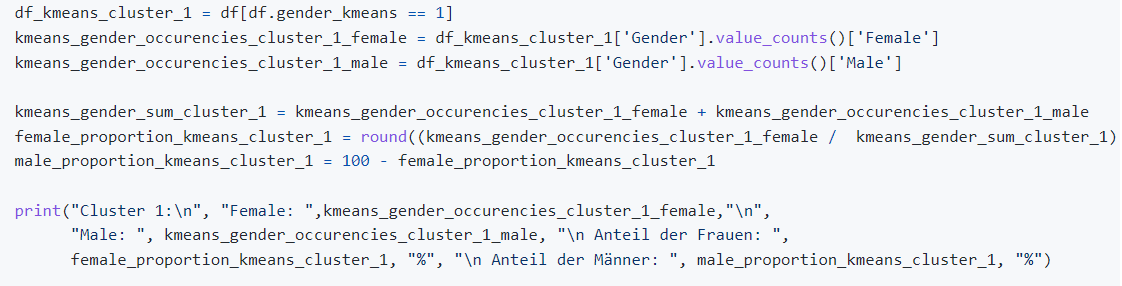 df_kmeans_cluster_1 = df[df.gender_kmeans == 1]
kmeans_gender_occurencies_cluster_1_female = df_kmeans_cluster_1['Gender'].value_counts()['Female']
kmeans_gender_occurencies_cluster_1_male = df_kmeans_cluster_1['Gender'].value_counts()['Male']
kmeans_gender_sum_cluster_1 = kmeans_gender_occurencies_cluster_1_female + kmeans_gender_occurencies_cluster_1_male
female_proportion_kmeans_cluster_1 = round((kmeans_gender_occurencies_cluster_1_female /  kmeans_gender_sum_cluster_1)
male_proportion_kmeans_cluster_1 = 100 - female_proportion_kmeans_cluster_1
print("Cluster 1:\n", "Female: ",kmeans_gender_occurencies_cluster_1_female,"\n",
      "Male: ", kmeans_gender_occurencies_cluster_1_male, "\n Anteil der Frauen: ",
      female_proportion_kmeans_cluster_1, "%", "\n Anteil der Männer: ", male_proportion_kmeans_cluster_1, "%")